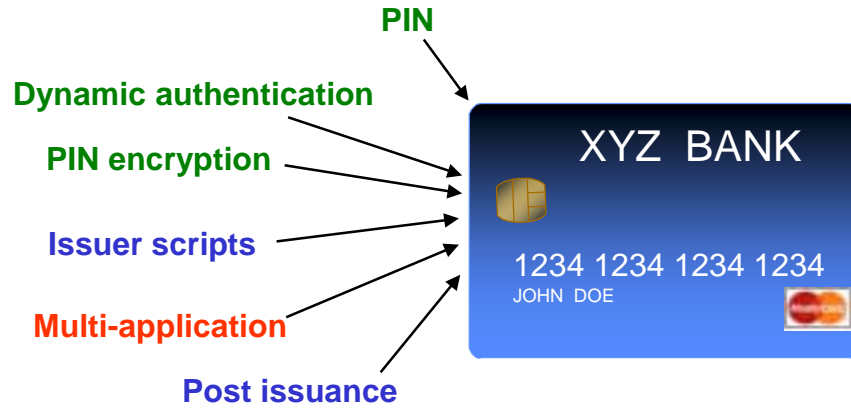 PIN
Dynamic authentication
PIN encryption
Issuer scripts
Multi-application
Post issuance
XYZ BANK
1234 1234 1234 1234
JOHN DOE